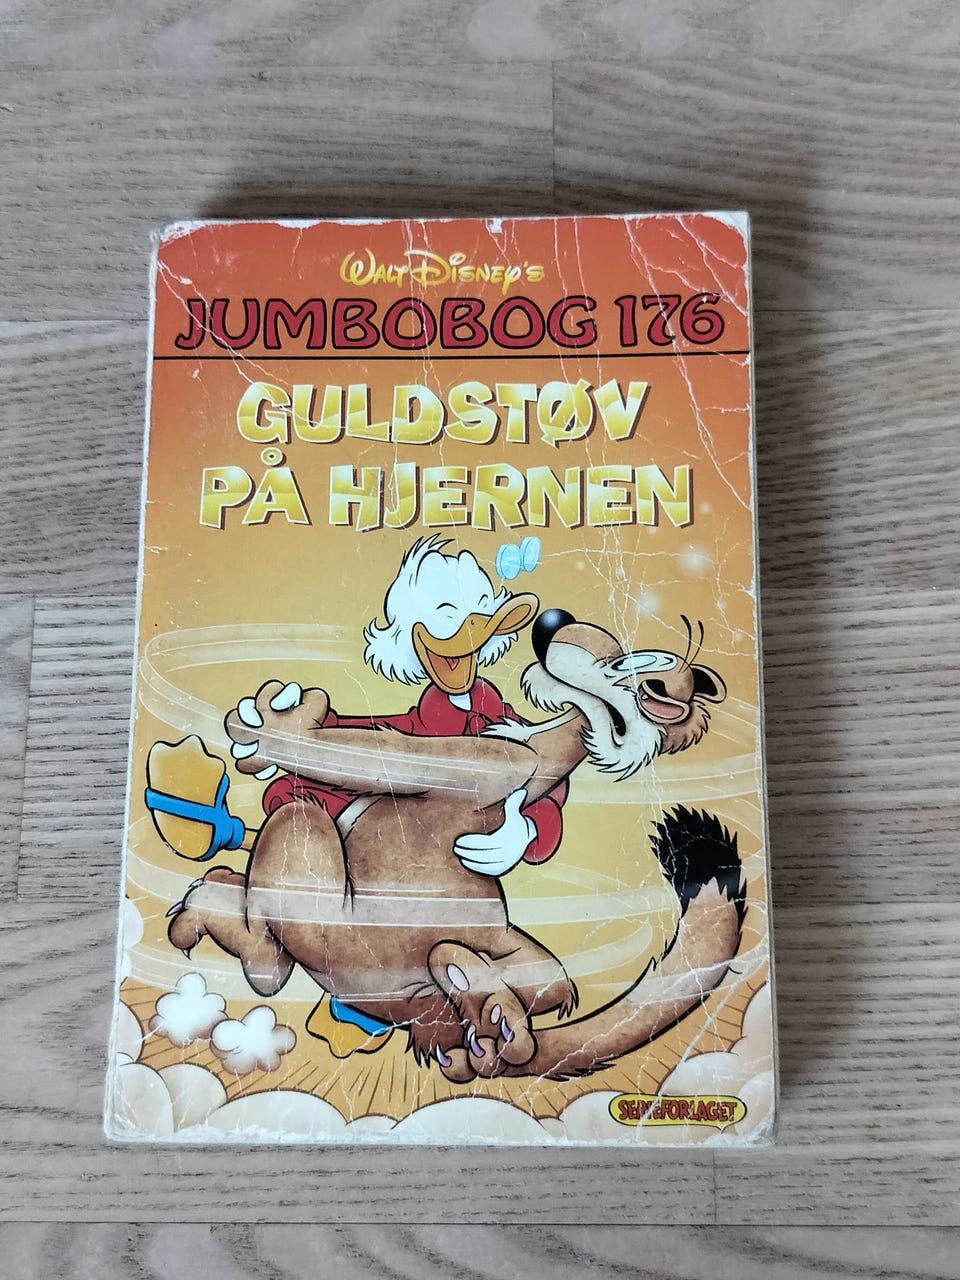 WALT DISNEY'S
JUMBOBOG 176
GULDSTØV
PÅ HJERNEN
SERIEFORLAGET